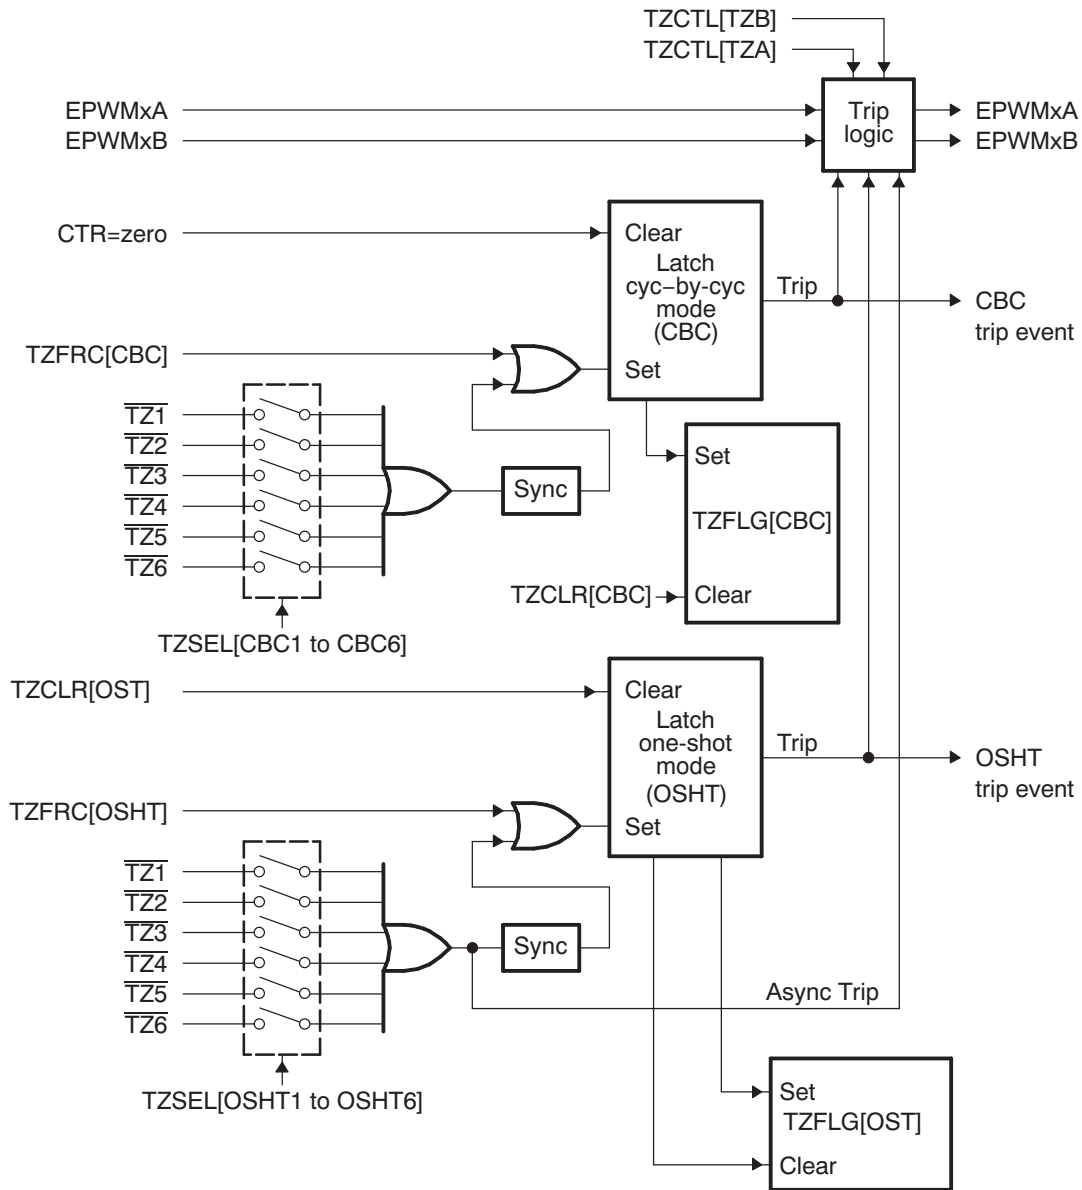 TZCTL[TZB]
TZCTL[TZA]
EPWMxA
EPWMxB
Trip
logic
EPWMxA
EPWMxB
CTR=zero
Clear
Latch
cyc−by-cyc
mode
(CBC)
Set
Trip
CBC
trip event
TZFRC[CBC]
TZ1
TZ2
TZ3
TZ4
TZ5
TZ6
Sync
Set
TZFLG[CBC]
Clear
TZCLR[CBC]
TZSEL[CBC1 to CBC6]
TZCLR[OST]
Clear
Latch
one-shot
mode
(OSHT)
Set
Trip
OSHT
trip event
TZFRC[OSHT]
TZ1
TZ2
TZ3
TZ4
TZ5
TZ6
Sync
Async Trip
TZSEL[OSHT1 to OSHT6]
Set
TZFLG[OST]
Clear